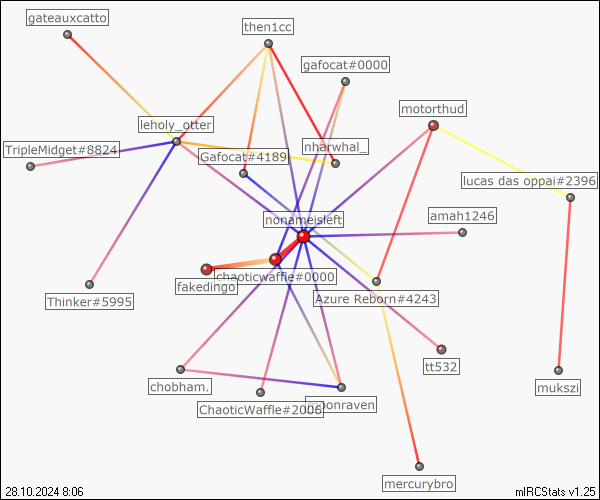 gateauxcatto
then1cc
gafocat#0000
motorthud
leholy_otter
TripleMidget#8824
nharwhal_
Gafocat#4189
lucas das oppai#2396
nonameisleft
amah1246
chaoticwaffle#0000
fakedingo
Azure Reborn#4243
Thinker#5995
tt532
chobham.
mukszi
ChaoticWaffle#2006
mercurybro
28.10.2024 8:06
mIRCStats v1.25